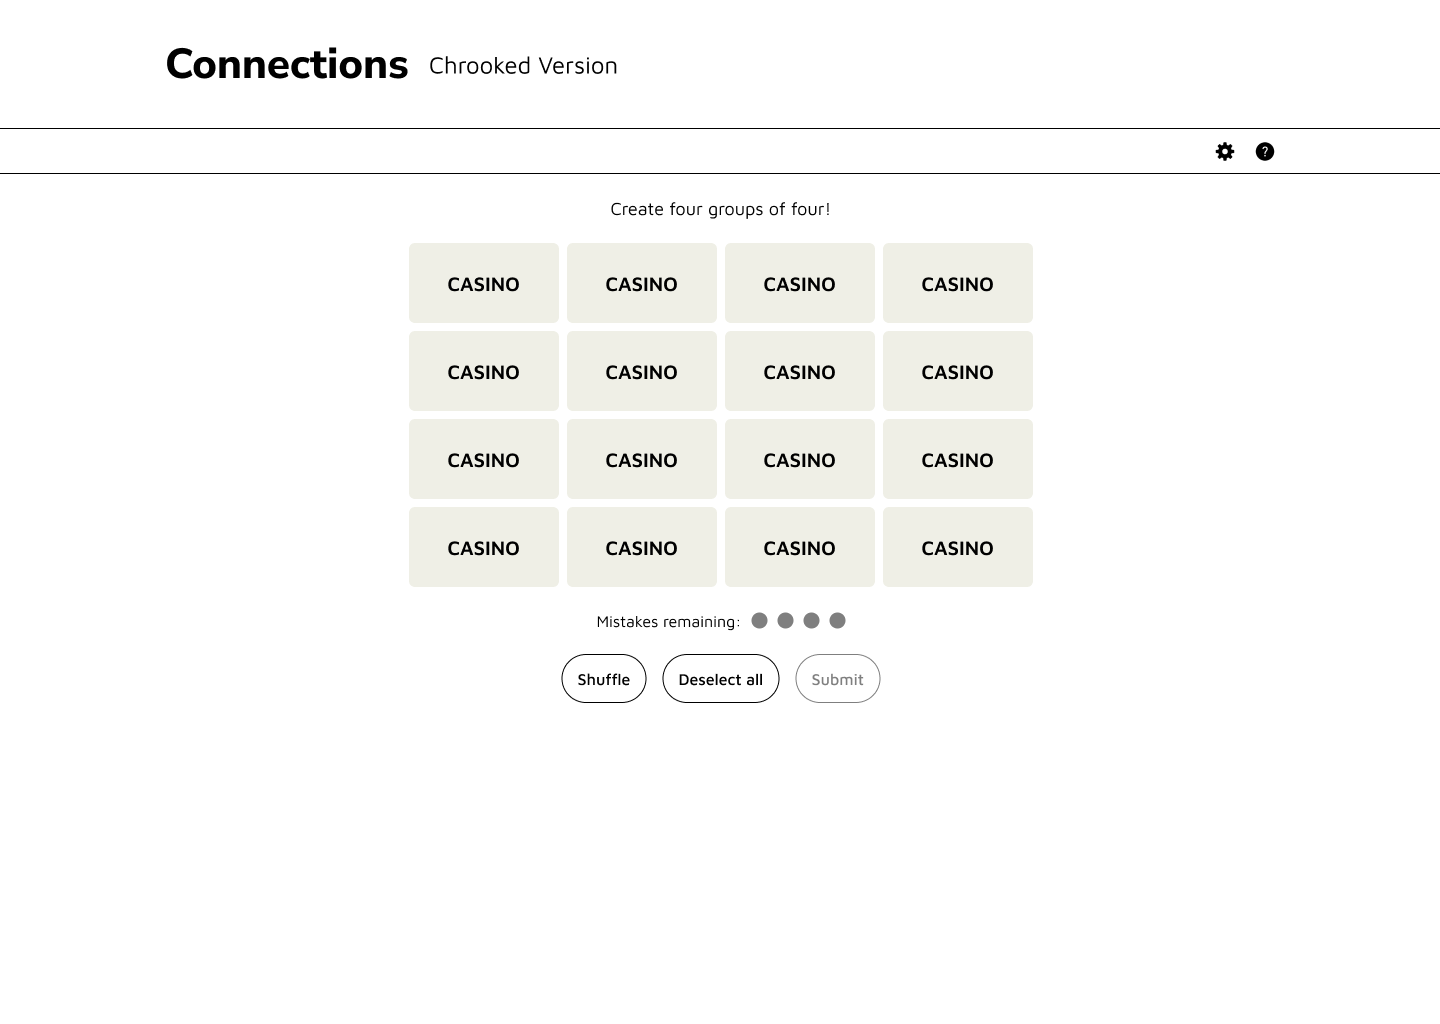 Connections Chrooked Version
?
Create four groups of four!
CASINO CASINO CASINO CASINO
CASINO CASINO CASINO CASINO
CASINO CASINO CASINO CASINO
CASINO CASINO CASINO CASINO
Mistakes remaining:
Shuffle Deselect all Submit